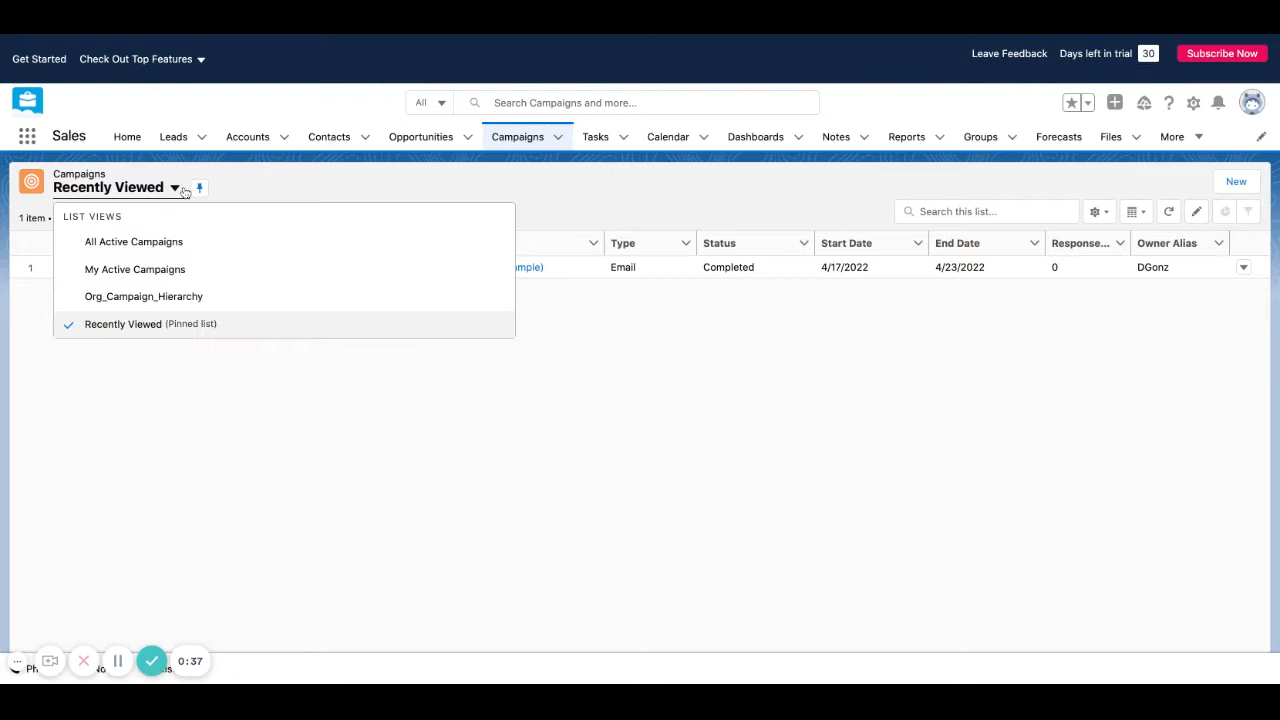 Get Started Check Out Top Features Leave Feedback Days left in trial 30 Subscribe Now
All Search Campaigns and more...
Sales Home Leads Accounts Contacts Opportunities Campaigns Tasks Calendar Dashboards Notes Reports Groups Forecasts Files More
Campaigns
Recently Viewed
New
1 item •
Search this list...
LIST VIEWS
All Active Campaigns
My Active Campaigns
Org_Campaign_Hierarchy
Recently Viewed (Pinned list)
Type Status Start Date End Date Response... Owner Alias
1 mple) Email Completed 4/17/2022 4/23/2022 0 DGonz
0:37